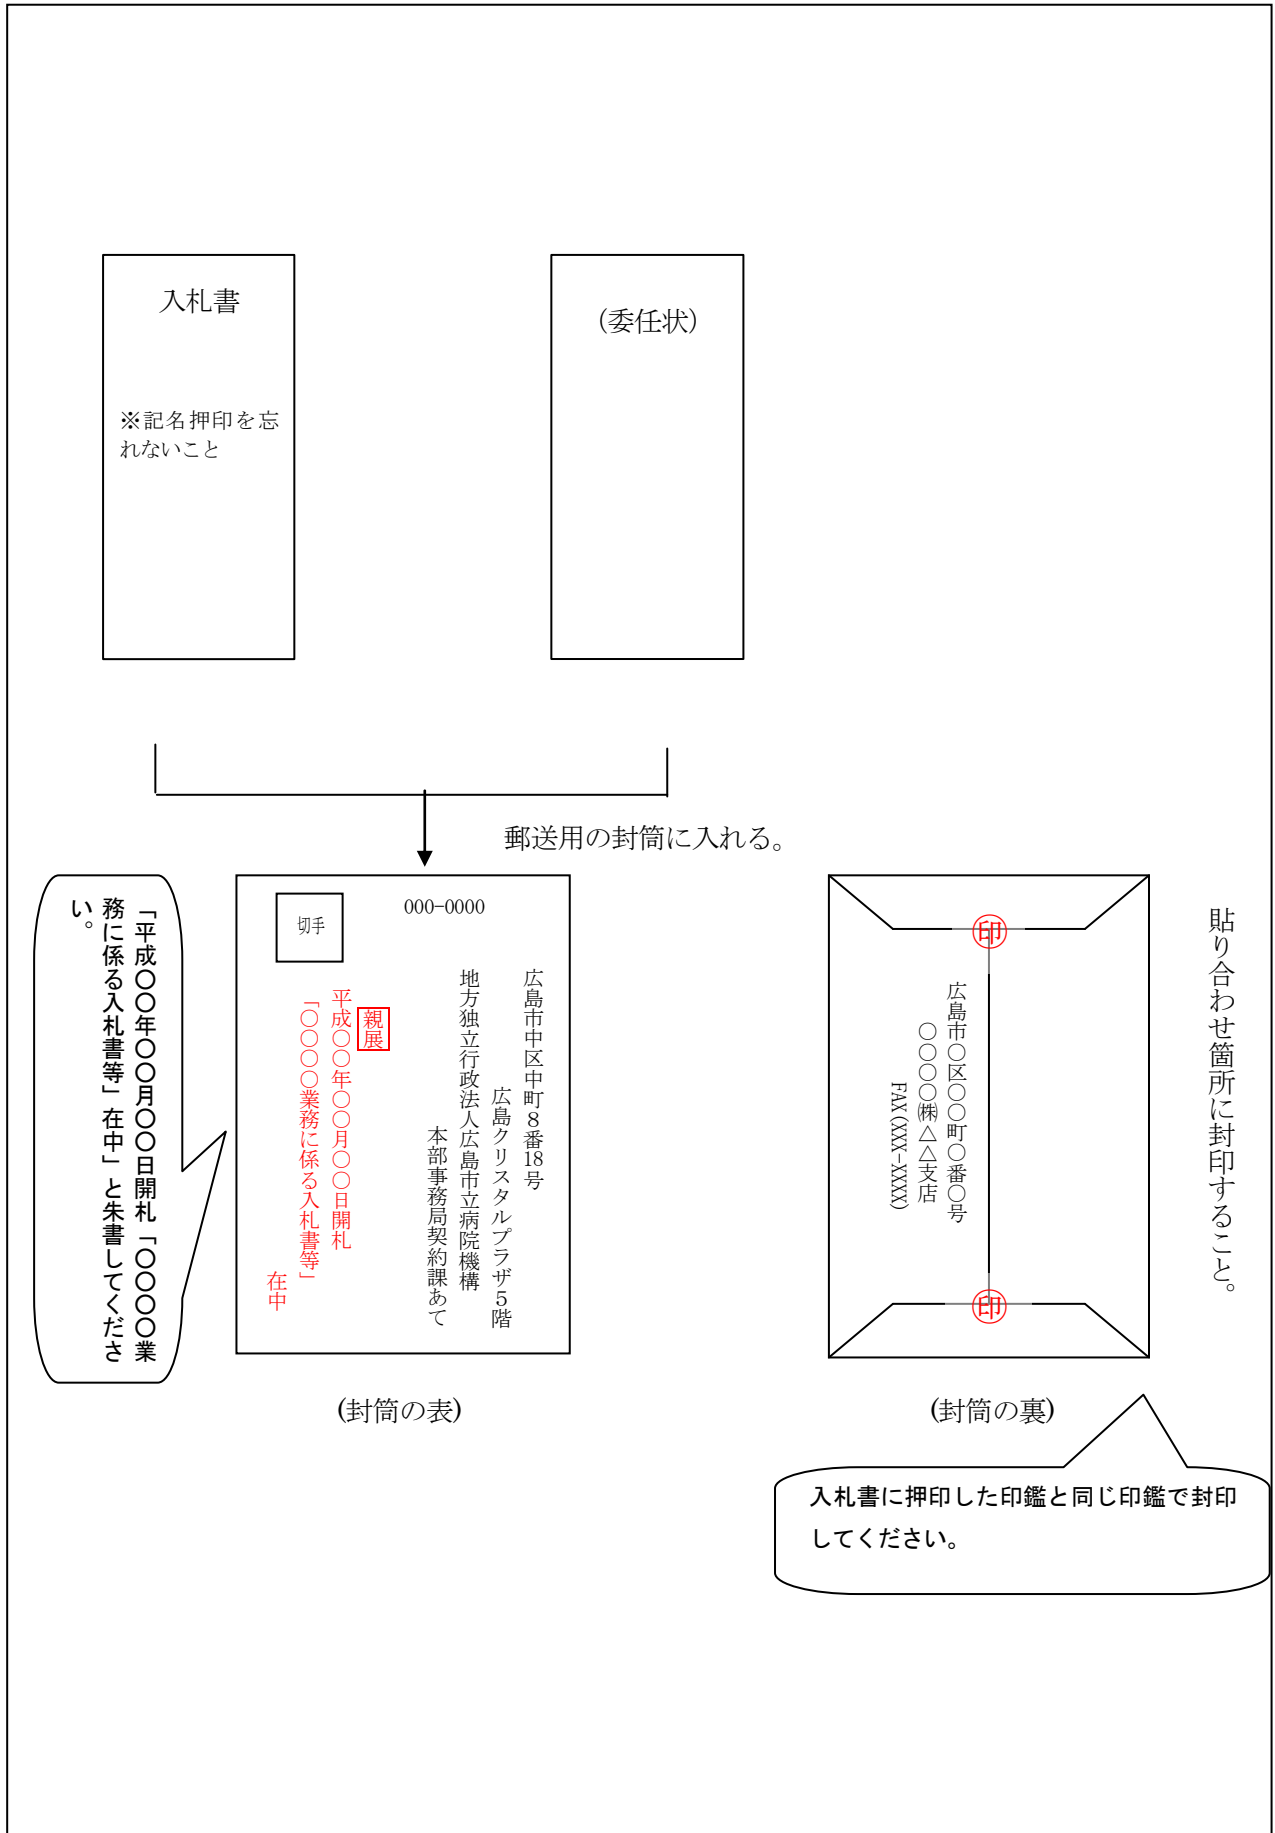 入札書
※記名押印を忘
れないこと
（委任状）
郵送用の封筒に入れる。
「平成〇〇年〇〇月〇〇日開札「〇〇〇〇業
務に係る入札書等」在中」と朱書してくださ
い。
切手
000-0000
広島市中区中町８番18号
広島クリスタルプラザ５階
地方独立行政法人広島市立病院機構
本部事務局契約課あて
親展
平成〇〇年〇〇月〇〇日開札
「〇〇〇〇業務に係る入札書等」
在中
(封筒の表)
貼り合わせ箇所に封印すること。
印
広島市〇区〇〇町〇番〇号
〇〇〇〇㈱△△支店
FAX(XXX-XXXX)
印
(封筒の裏)
入札書に押印した印鑑と同じ印鑑で封印
してください。